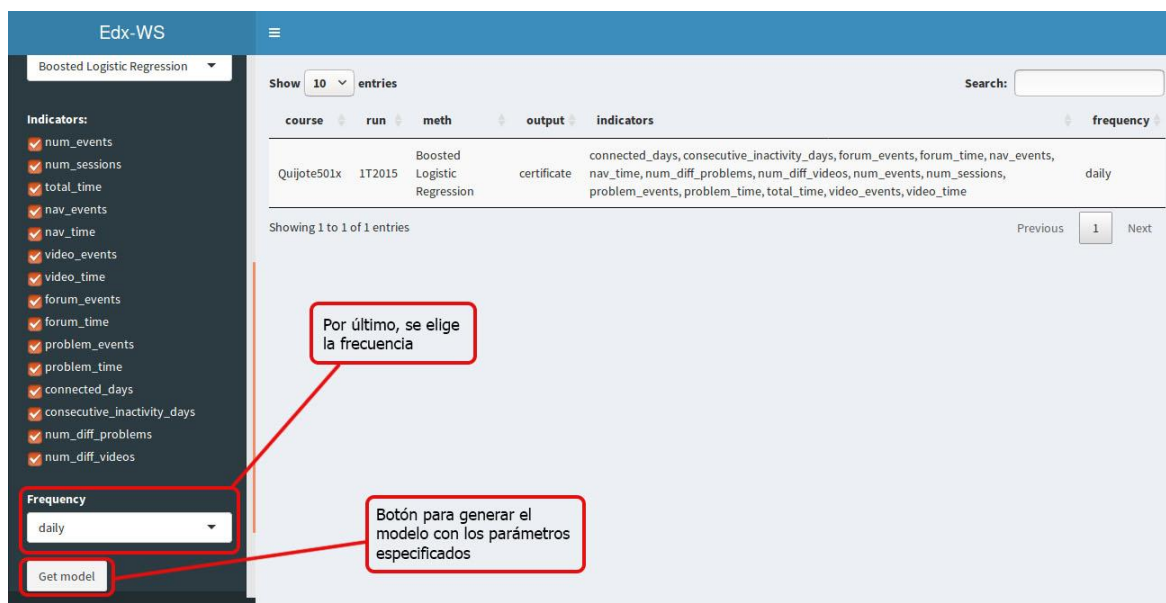 Edx-WS
Boosted Logistic Regression
Indicators:
num_events
num_sessions
total_time
nav_events
nav_time
video_events
video_time
forum_events
forum_time
problem_events
problem_time
connected_days
consecutive_inactivity_days
num_diff_problems
num_diff_videos
Frequency
daily
Get model
Show 10 entries
Search:
course run meth output indicators frequency
Quijote501x 1T2015 Boosted Logistic Regression certificate connected_days, consecutive_inactivity_days, forum_events, forum_time, nav_events, nav_time, num_diff_problems, num_diff_videos, num_events, num_sessions, problem_events, problem_time, total_time, video_events, video_time daily
Showing 1 to 1 of 1 entries
Previous 1 Next
Por último, se elige
la frecuencia
Botón para generar el
modelo con los parámetros
especificados